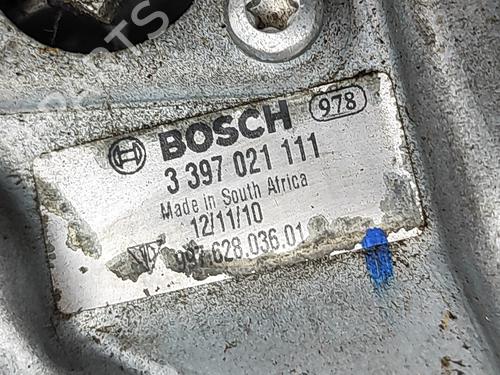 BOSCH
978
3 397 021 111
Made in South Africa
12/11/10
997.628.036.01